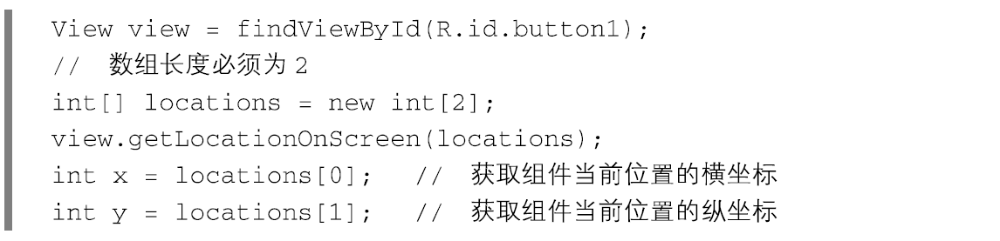 View view = findViewById(R.id.button1);
//  数组长度必须为 2
int[] locations = new int[2];
view.getLocationOnScreen(locations);
int x = locations[0];   //  获取组件当前位置的横坐标
int y = locations[1];   //  获取组件当前位置的纵坐标